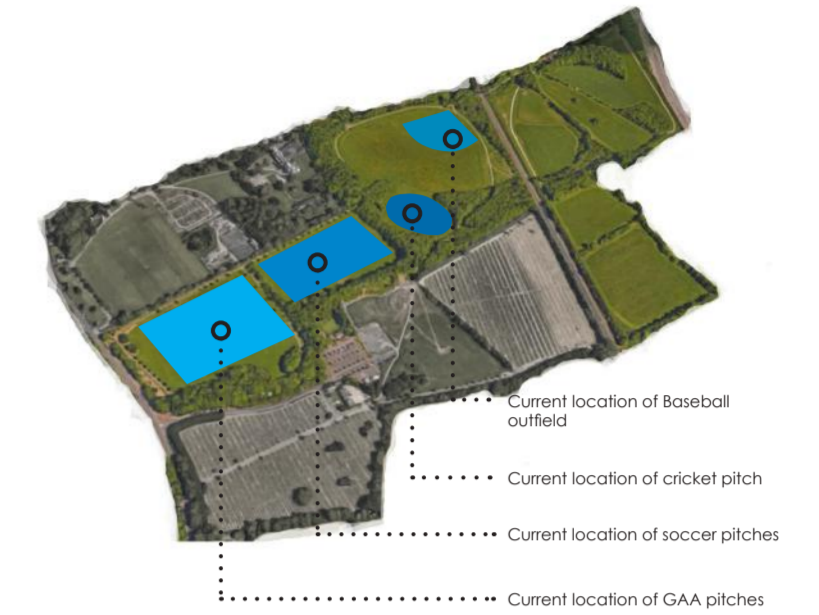 Current location of Baseball
outfield
Current location of cricket pitch
Current location of soccer pitches
Current location of GAA pitches